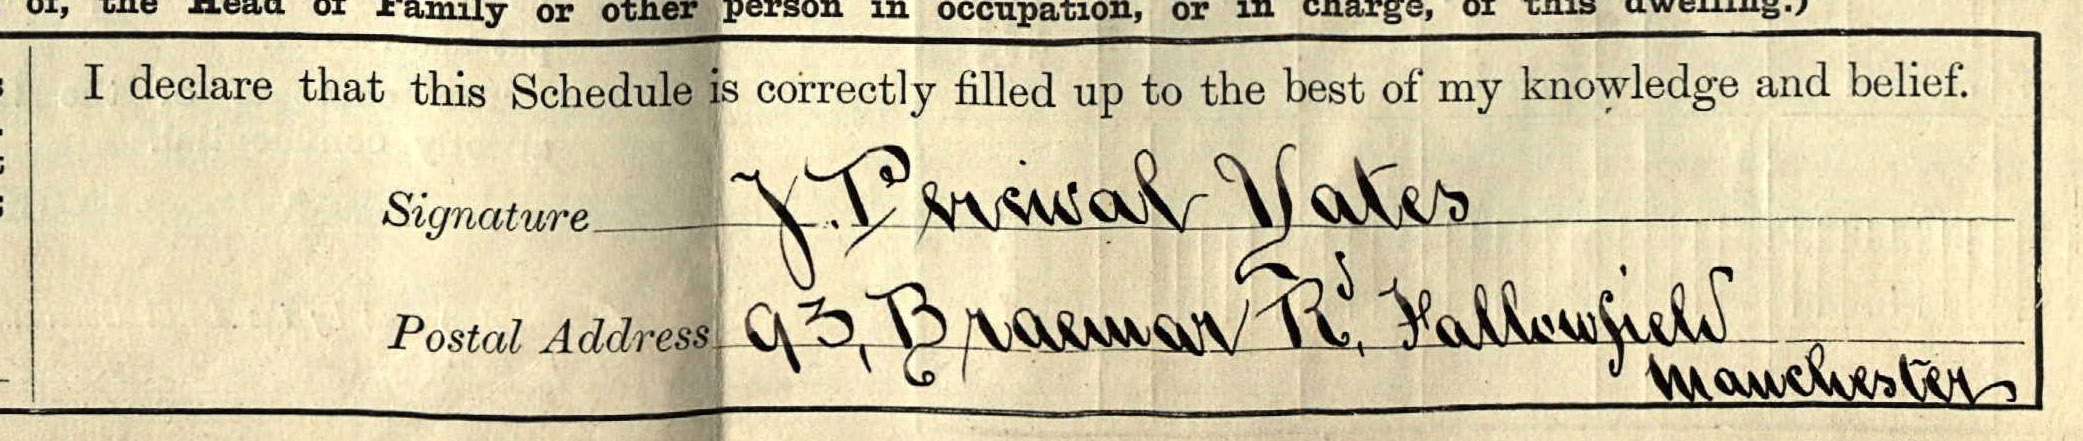 or, the Head of Family or other person in occupation, or in charge, of this dwelling.)
I declare that this Schedule is correctly filled up to the best of my knowledge and belief.
Signature J. Percival Yates
Postal Address 93, Braemar Rd, Fallowfield
Manchester